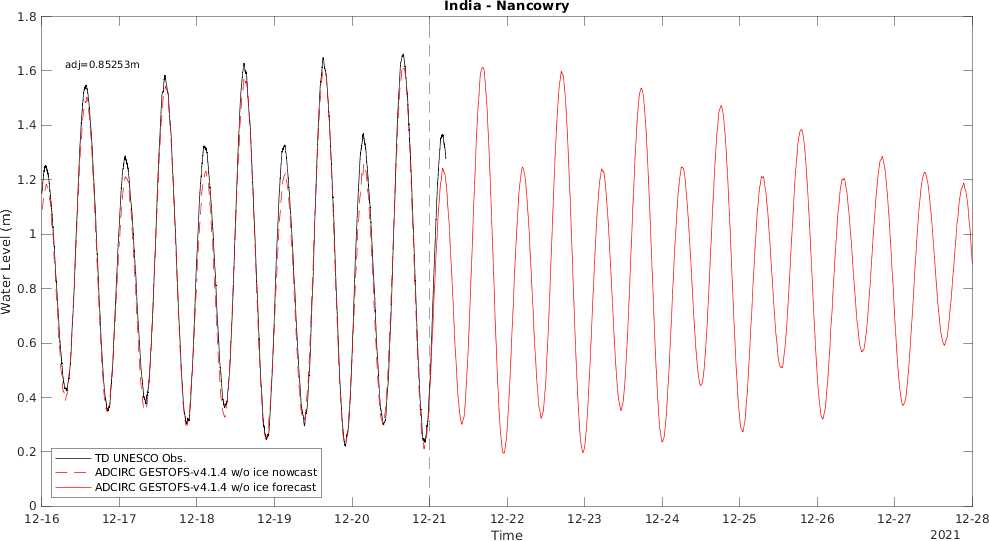 India - Nancowry
1.8
1.6
1.4
1.2
1
0.8
0.6
0.4
0.2
0
Water Level (m)
adj=0.85253m
TD UNESCO Obs.
ADCIRC GESTOFS-v4.1.4 w/o ice nowcast
ADCIRC GESTOFS-v4.1.4 w/o ice forecast
12-16 12-17 12-18 12-19 12-20 12-21 12-22 12-23 12-24 12-25 12-26 12-27 12-28
Time
2021